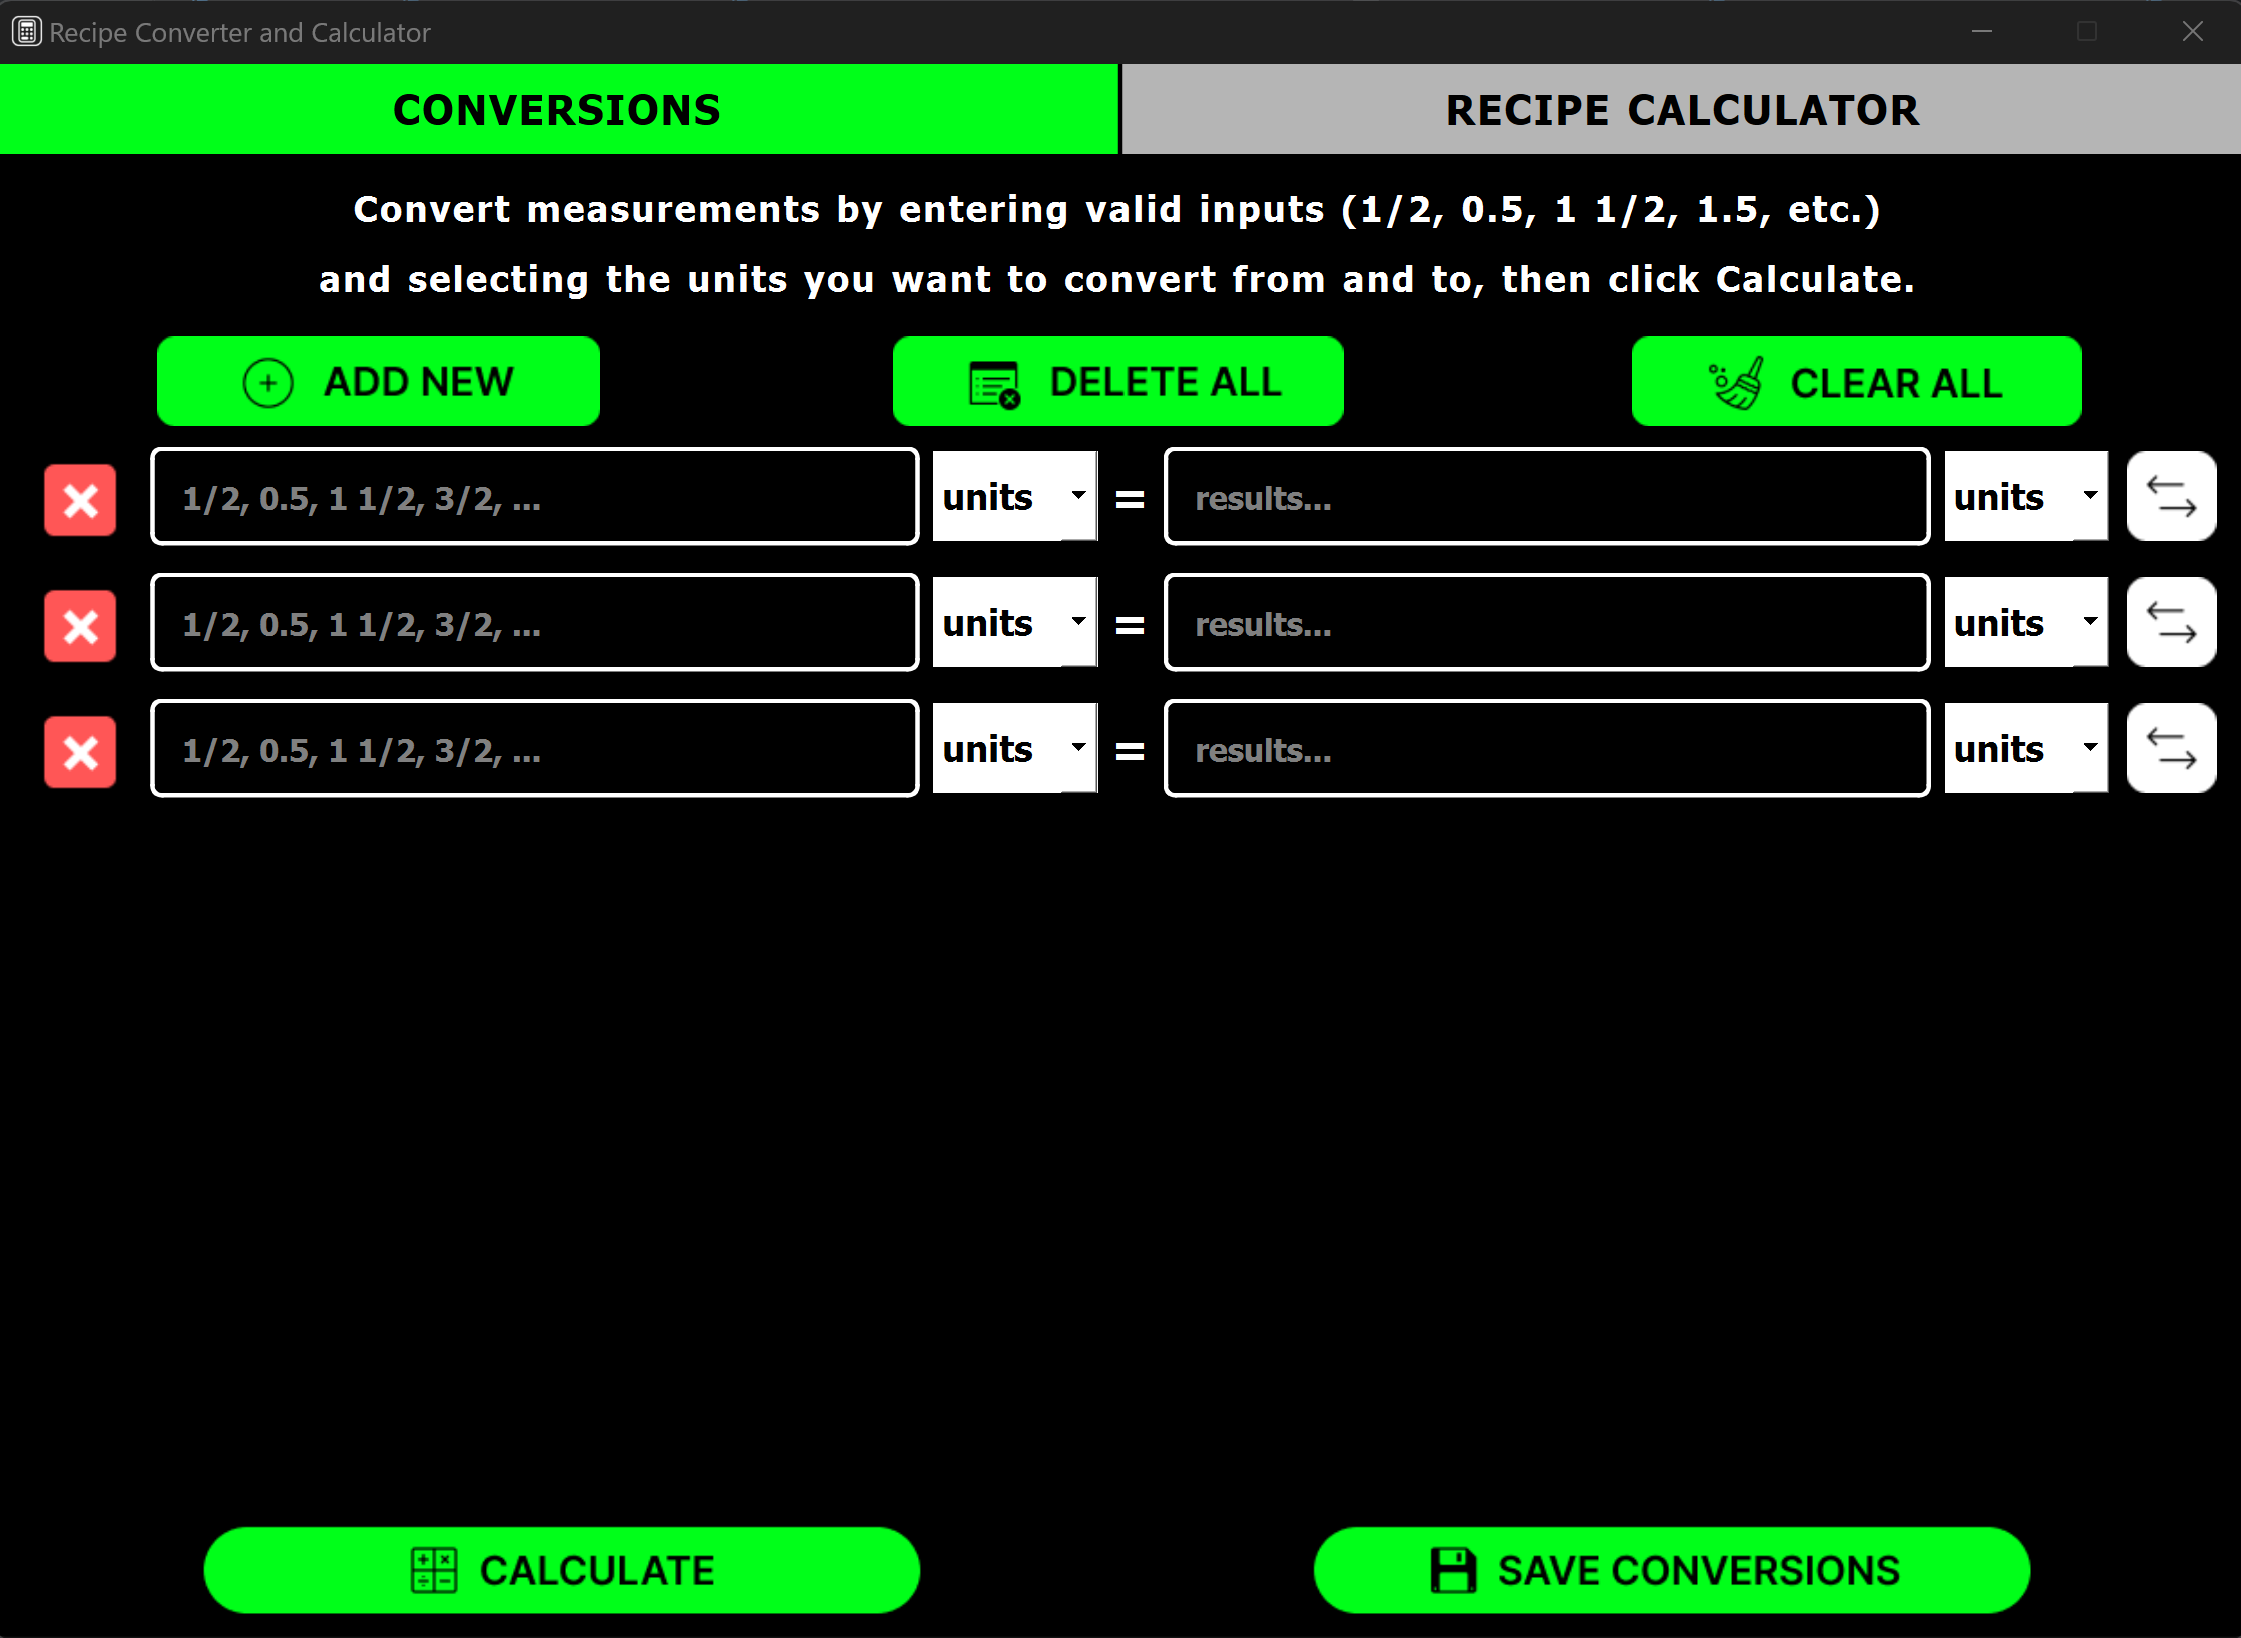 Recipe Converter and Calculator
CONVERSIONS
RECIPE CALCULATOR
Convert measurements by entering valid inputs (1/2, 0.5, 1 1/2, 1.5, etc.)
and selecting the units you want to convert from and to, then click Calculate.
ADD NEW
DELETE ALL
CLEAR ALL
1/2, 0.5, 1 1/2, 3/2, ... units = results... units
1/2, 0.5, 1 1/2, 3/2, ... units = results... units
1/2, 0.5, 1 1/2, 3/2, ... units = results... units
CALCULATE
SAVE CONVERSIONS